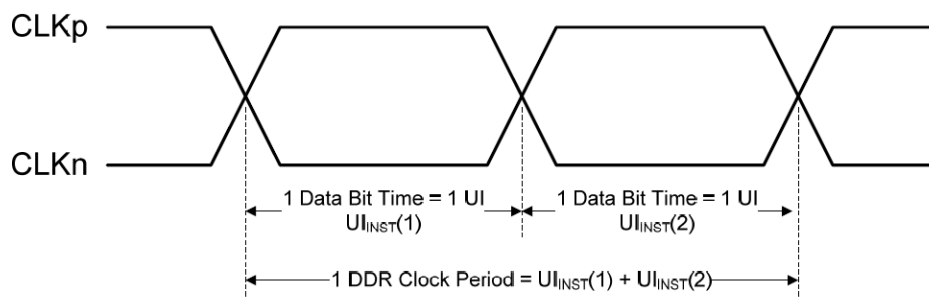 CLKp
CLKn
1 Data Bit Time = 1 UI
UIINST(1)
1 Data Bit Time = 1 UI
UIINST(2)
1 DDR Clock Period = UIINST(1) + UIINST(2)